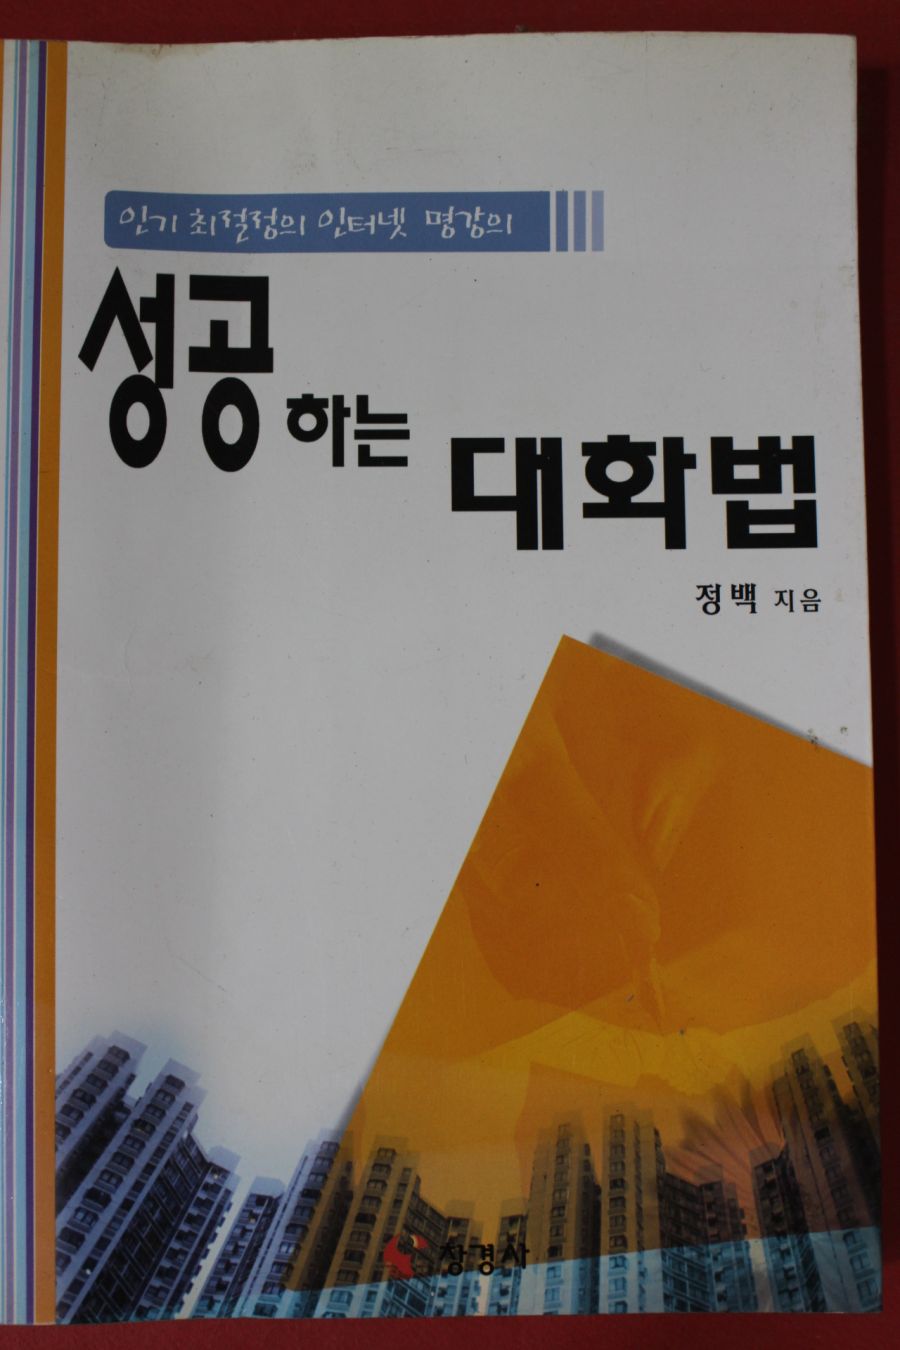 인기 최절정의 인터넷 명강의
성공하는
대화법
정백 지음
창경사